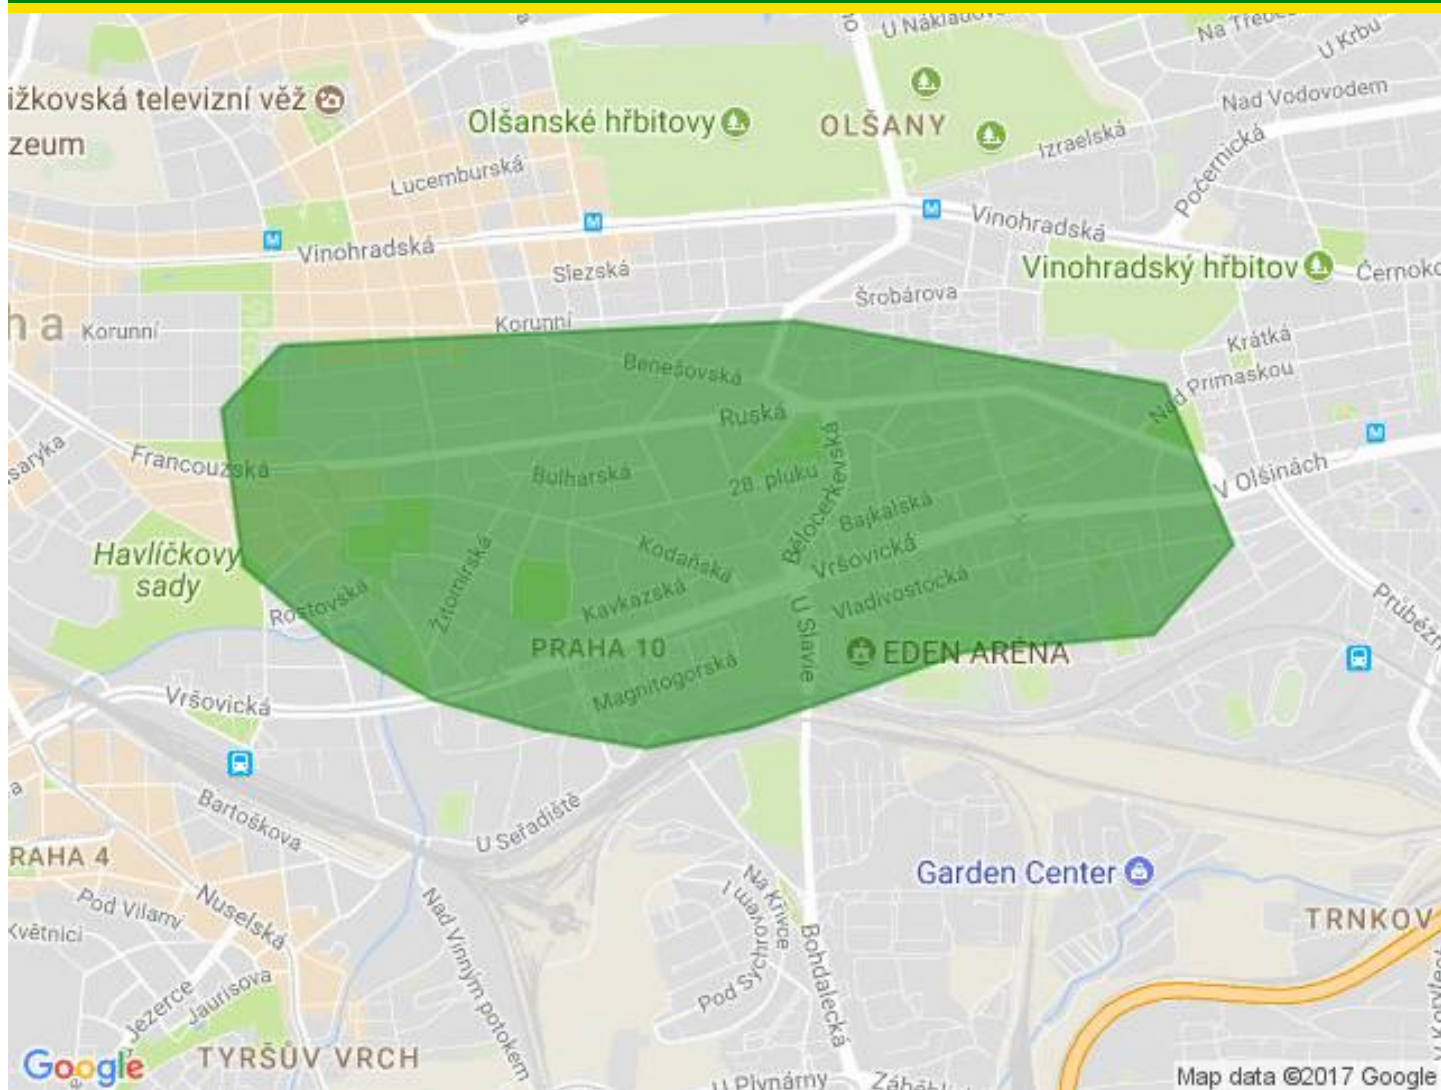 U Nákladov
Na Třebeš
U Krbu
ižkovská televizní věž
zeum
Olšanské hřbitovy
OLŠANY
Nad Vodovodem
Izraelská
Počernická
Lucemburská
Vinohradská
Vinohradská
Slezská
Vinohradský hřbitov
Černoko
Šrobárova
ha
Korunní
Korunní
Krátká
Benešovská
Nad Primaskou
Ruská
Francouzská
saryka
Bulharská
28. pluku
Bělocerkevská
V Olšinách
Bajkalská
Havlíčkovy
sady
Žitomírská
Kodaňská
Vršovická
Rostovská
Kavkazská
Vladivostocká
U Slavie
Průběžn
PRAHA 10
EDEN ARÉNA
Magnitogorská
Vršovická
Bartoškova
U Seřadiště
RAHA 4
Garden Center
Pod Vilami
Nuselská
Nad Vinným potokem
Na Křivce
Pod Sychrovem I
Bohdalecká
TRNKOV
Květnici
Jezerce
Jaurisova
TYRŠŮV VRCH
Google
U Plynárny
Záběhl
Map data ©2017 Google